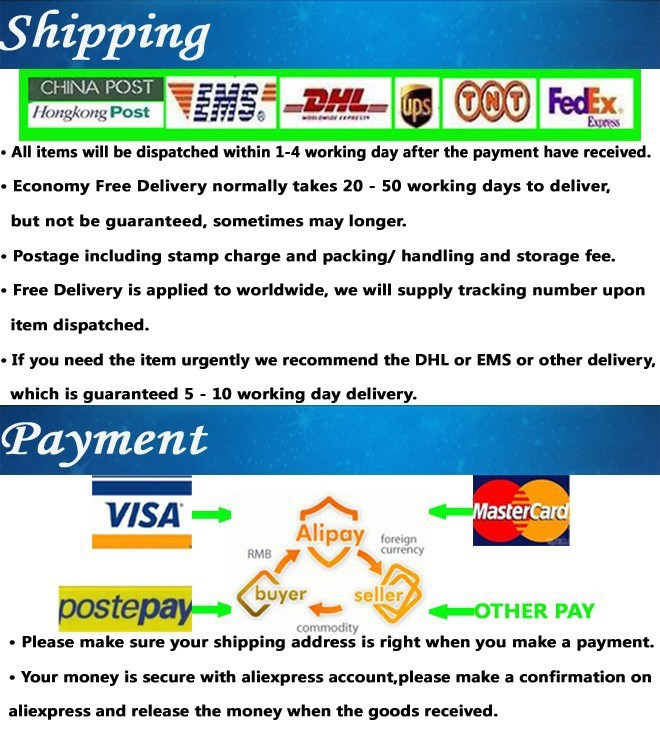 Shipping
CHINA POST
Hongkong Post
EMS
DHL
WORLDWIDE EXPRESS
ups
TNT
FedEx
Express
• All items will be dispatched within 1-4 working day after the payment have received.
• Economy Free Delivery normally takes 20 - 50 working days to deliver,
but not be guaranteed, sometimes may longer.
• Postage including stamp charge and packing/ handling and storage fee.
• Free Delivery is applied to worldwide, we will supply tracking number upon
item dispatched.
• If you need the item urgently we recommend the DHL or EMS or other delivery,
which is guaranteed 5 - 10 working day delivery.
Payment
VISA
MasterCard
Alipay
RMB
foreign
currency
postepay
buyer
seller
OTHER PAY
commodity
• Please make sure your shipping address is right when you make a payment.
• Your money is secure with aliexpress account,please make a confirmation on
aliexpress and release the money when the goods received.